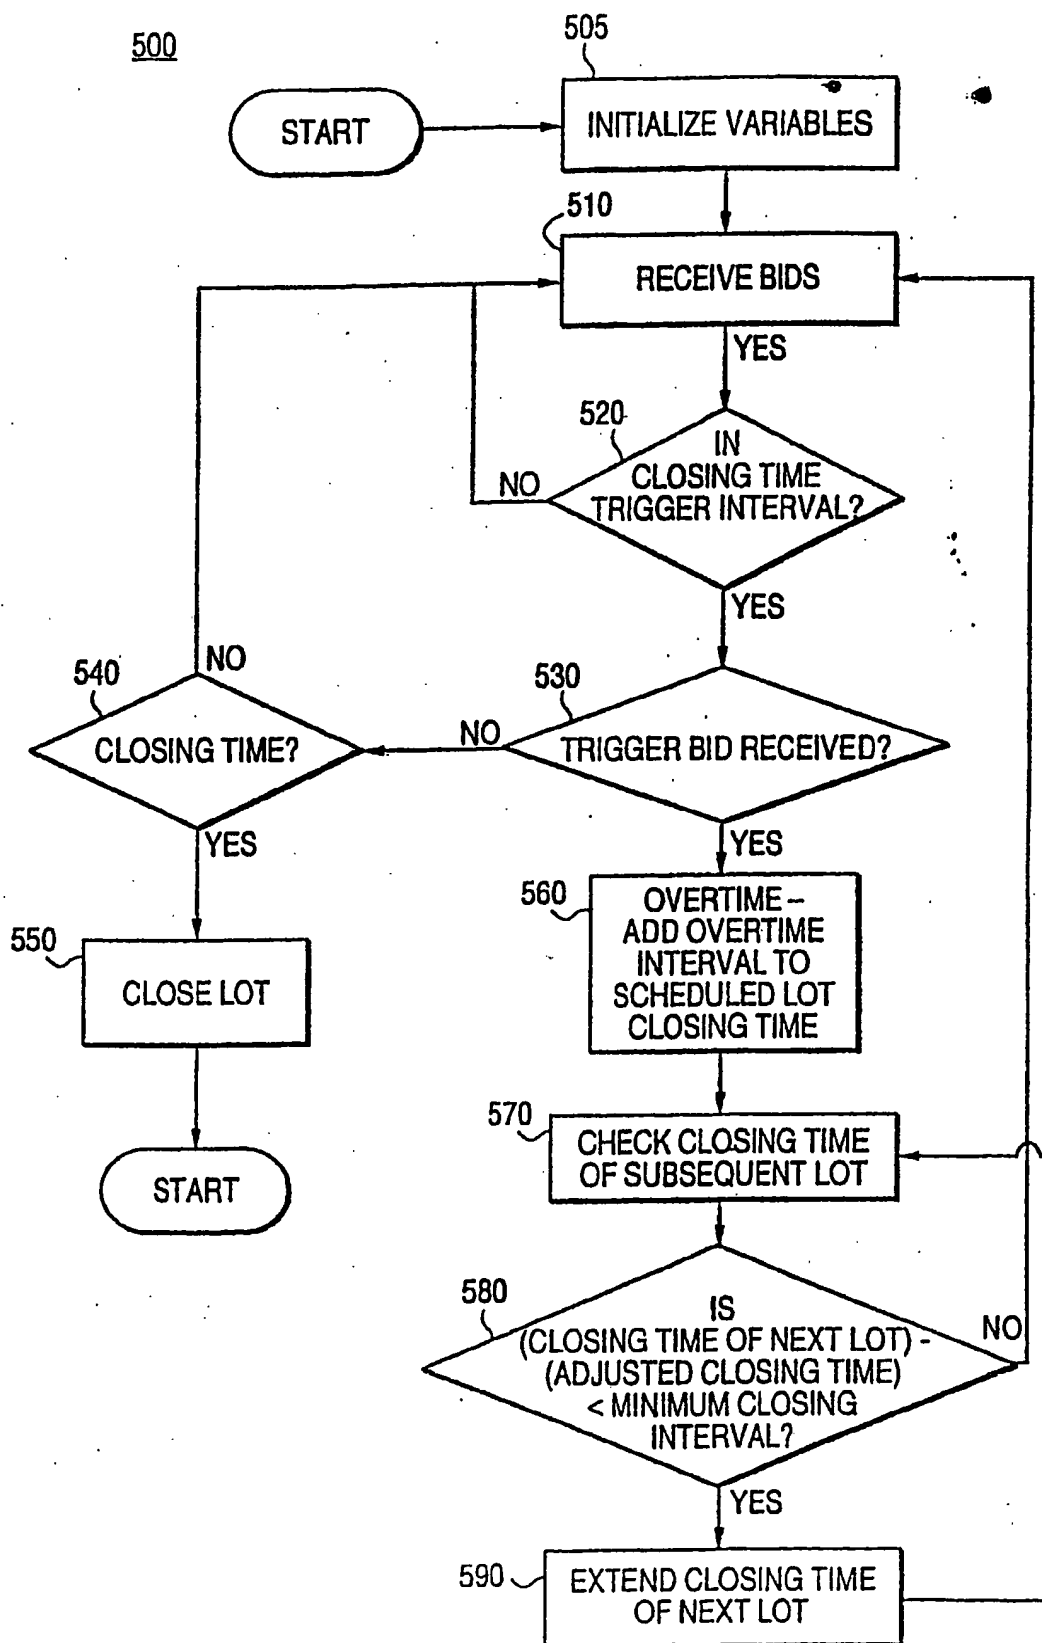 500
505
START
INITIALIZE VARIABLES
510
RECEIVE BIDS
YES
520
IN
CLOSING TIME
TRIGGER INTERVAL?
NO
YES
530
TRIGGER BID RECEIVED?
NO
540
NO
CLOSING TIME?
YES
YES
550
CLOSE LOT
START
560
OVERTIME –
ADD OVERTIME
INTERVAL TO
SCHEDULED LOT
CLOSING TIME
570
CHECK CLOSING TIME
OF SUBSEQUENT LOT
580
IS
(CLOSING TIME OF NEXT LOT) -
(ADJUSTED CLOSING TIME)
< MINIMUM CLOSING
INTERVAL?
NO
YES
590
EXTEND CLOSING TIME
OF NEXT LOT